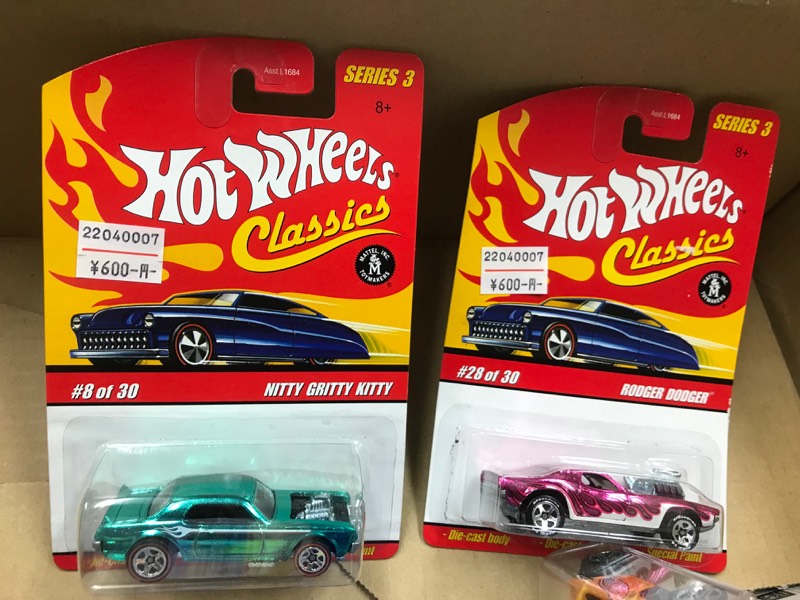 Asst.L1684
SERIES 3
8+
HOT WHEELS®
Classics
22040007
¥600-円-
MATTEL, INC.
M
TOYMAKERS
#8 of 30
NITTY GRITTY KITTY
Asst.L1684
SERIES 3
8+
HOT WHEELS®
Classics
22040007
¥600-円-
MATTEL, INC.
M
TOYMAKERS
#28 of 30
RODGER DODGER™
- Die-cast body
Special Paint